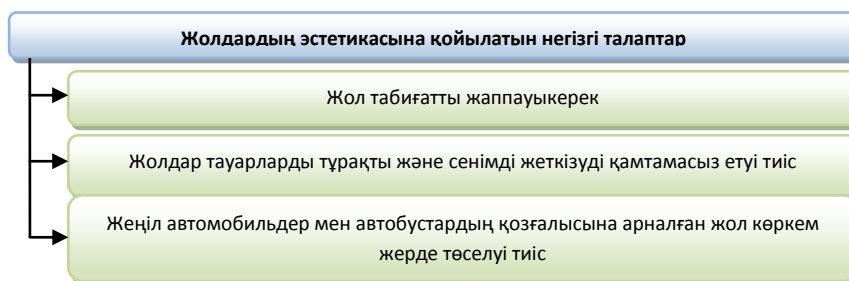 Жолдардың эстетикасына қойылатын негізгі талаптар
Жол табиғатты жаппауыкерек
Жолдар тауарларды тұрақты және сенімді жеткізуді қамтамасыз етуі тиіс
Жеңіл автомобильдер мен автобустардың қозғалысына арналған жол көркем
жерде төселуі тиіс